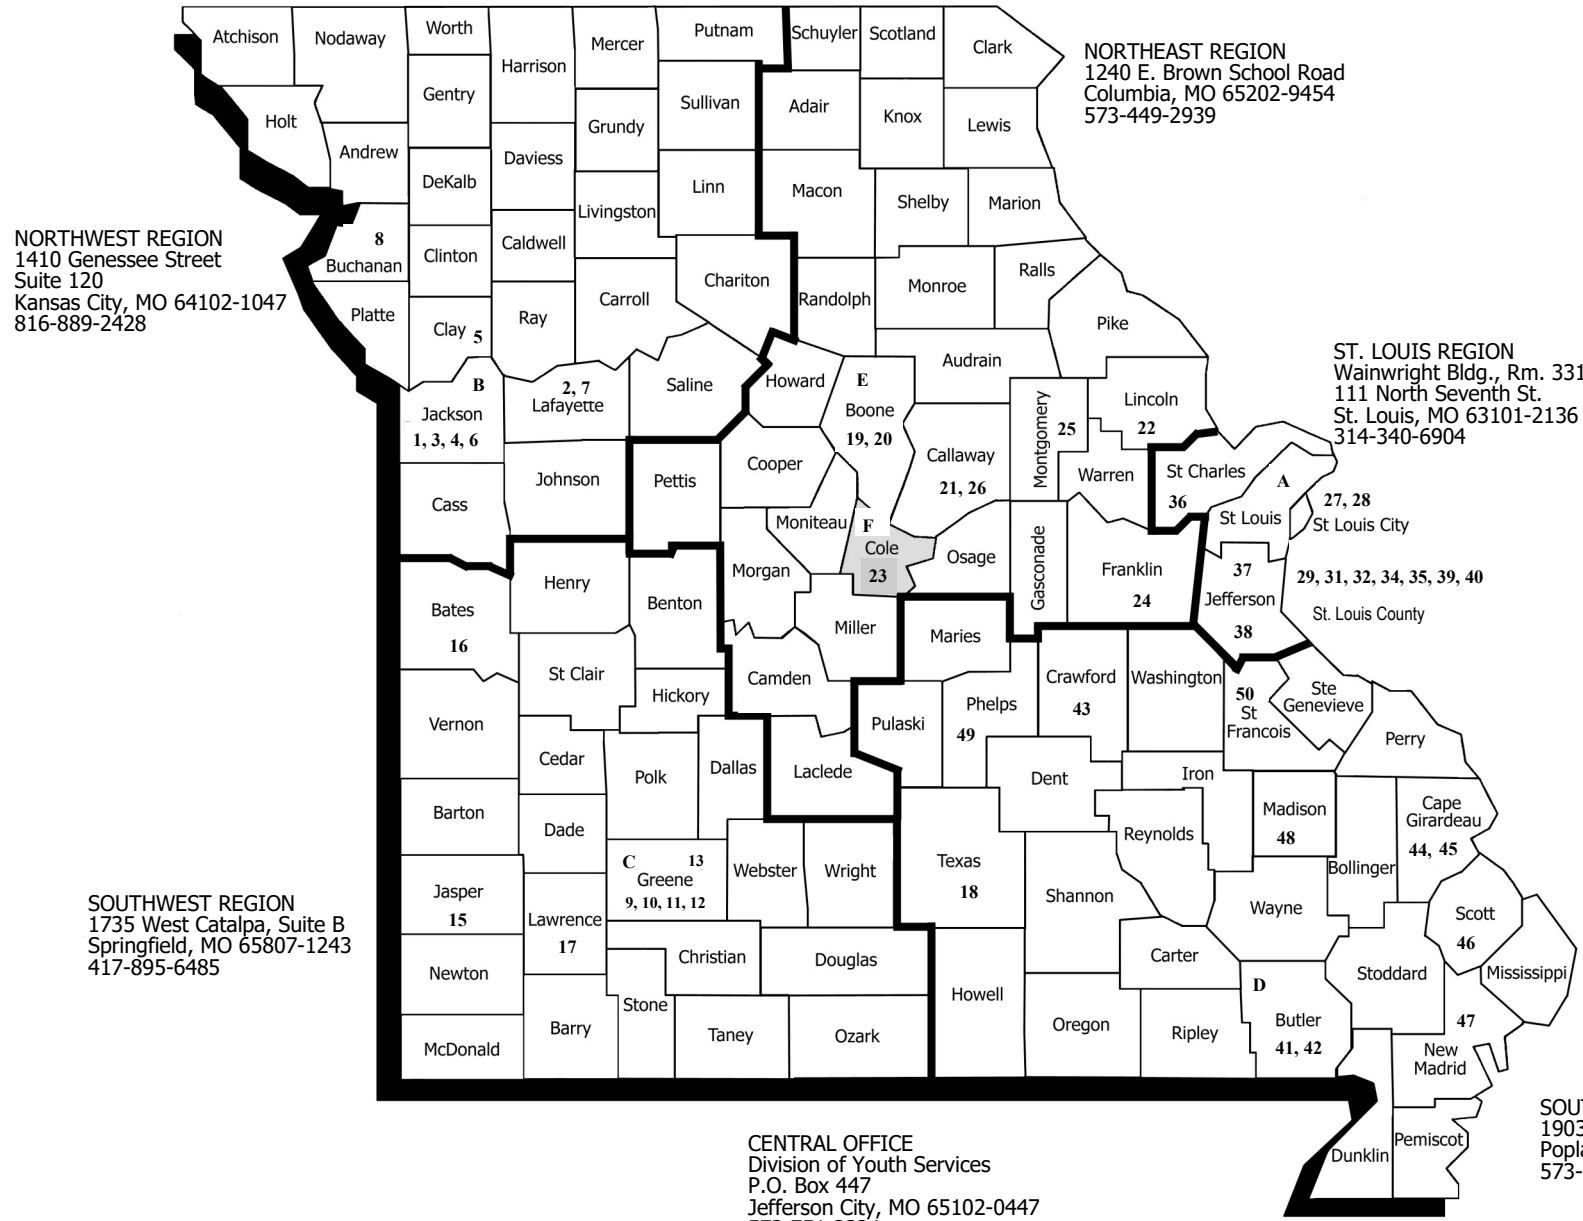 Atchison
Nodaway
Worth
Harrison
Mercer
Putnam
Schuyler
Scotland
Clark
NORTHEAST REGION
1240 E. Brown School Road
Columbia, MO 65202-9454
573-449-2939
Holt
Gentry
Grundy
Sullivan
Adair
Knox
Lewis
Andrew
DeKalb
Daviess
Livingston
Linn
Macon
Shelby
Marion
NORTHWEST REGION
1410 Genessee Street
Suite 120
Kansas City, MO 64102-1047
816-889-2428
8
Buchanan
Clinton
Caldwell
Chariton
Randolph
Monroe
Ralls
Platte
Clay 5
Ray
Carroll
Audrain
Pike
ST. LOUIS REGION
Wainwright Bldg., Rm. 331
111 North Seventh St.
St. Louis, MO 63101-2136
314-340-6904
B
Jackson
1, 3, 4, 6
2, 7
Lafayette
Saline
Howard
E
Boone
19, 20
Callaway
21, 26
Montgomery
25
Lincoln
22
Warren
St Charles
36
A
St Louis
27, 28
St Louis City
Cass
Johnson
Pettis
Cooper
Moniteau
F
Cole
23
Osage
Gasconade
Franklin
24
37
Jefferson
38
29, 31, 32, 34, 35, 39, 40
St. Louis County
Bates
16
Henry
Benton
Morgan
Miller
Maries
St Clair
Hickory
Camden
Pulaski
Phelps
49
Crawford
43
Washington
50
St
Francois
Ste
Genevieve
Perry
Vernon
Cedar
Polk
Dallas
Laclede
Dent
Iron
Madison
48
Cape
Girardeau
44, 45
Barton
Dade
C
13
Greene
9, 10, 11, 12
Webster
Wright
Texas
18
Shannon
Reynolds
Bollinger
Wayne
Scott
46
SOUTHWEST REGION
1735 West Catalpa, Suite B
Springfield, MO 65807-1243
417-895-6485
Jasper
15
Lawrence
17
Christian
Douglas
Howell
Carter
Stoddard
Mississippi
Newton
Stone
Oregon
Ripley
D
Butler
41, 42
47
New
Madrid
McDonald
Barry
Taney
Ozark
Dunklin
Pemiscot
CENTRAL OFFICE
Division of Youth Services
P.O. Box 447
Jefferson City, MO 65102-0447
SOU
1903
Popla
573-